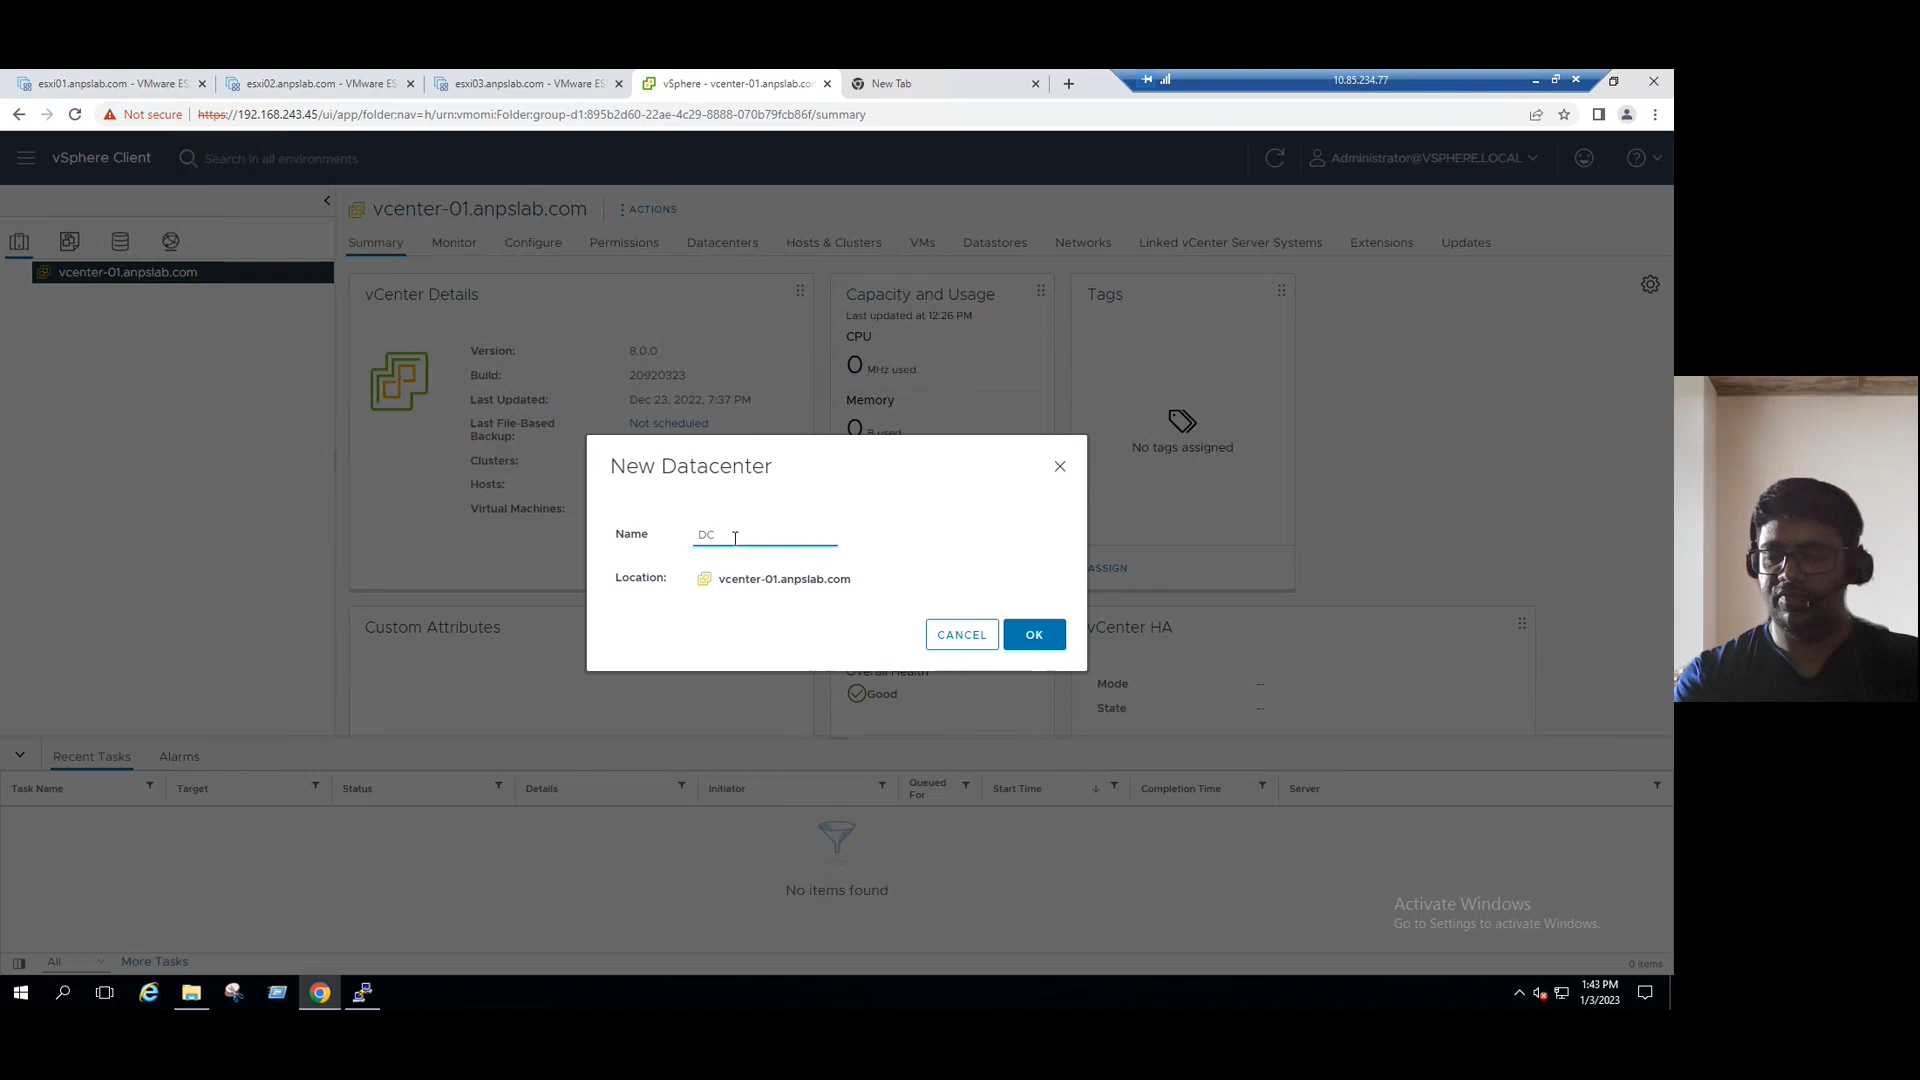 esxi01.anpslab.com - VMware ES
esxi02.anpslab.com - VMware ES
esxi03.anpslab.com - VMware ES
vSphere - vcenter-01.anpslab.co
New Tab
10.85.234.77
Not secure
https://192.168.243.45/ui/app/folder;nav=h/urn:vmomi:Folder:group-d1:895b2d60-22ae-4c29-8888-070b79fcb86f/summary
vSphere Client
Search in all environments
Administrator@VSPHERE.LOCAL
vcenter-01.anpslab.com
ACTIONS
Summary
Monitor
Configure
Permissions
Datacenters
Hosts & Clusters
VMs
Datastores
Networks
Linked vCenter Server Systems
Extensions
Updates
vcenter-01.anpslab.com
vCenter Details
Version:
8.0.0
Build:
20920323
Last Updated:
Dec 23, 2022, 7:37 PM
Last File-Based
Backup:
Not scheduled
Clusters:
Hosts:
Virtual Machines:
Capacity and Usage
Last updated at 12:26 PM
CPU
0 MHz used
Memory
0 B used
Tags
No tags assigned
ASSIGN
New Datacenter
Name
DC
Location:
vcenter-01.anpslab.com
CANCEL
OK
Custom Attributes
Overall Health
Good
vCenter HA
Mode
--
State
--
Recent Tasks
Alarms
Task Name
Target
Status
Details
Initiator
Queued
For
Start Time
Completion Time
Server
No items found
Activate Windows
Go to Settings to activate Windows.
All
More Tasks
0 items
1:43 PM
1/3/2023